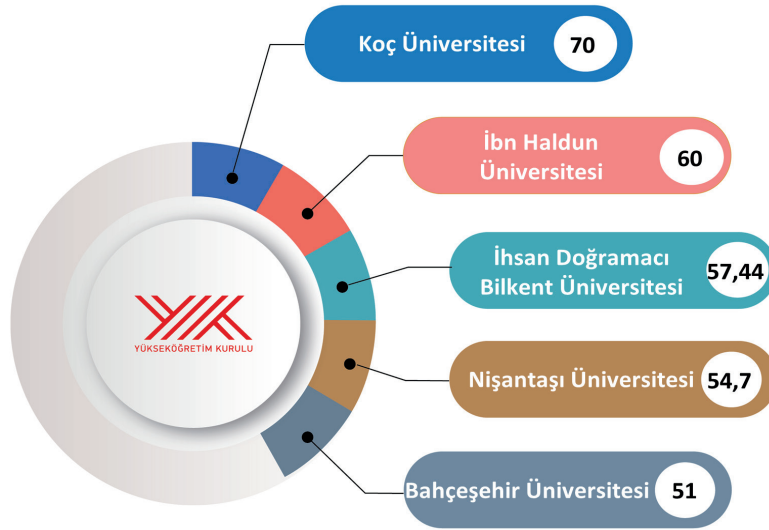 Koç Üniversitesi 70
İbn Haldun
Üniversitesi 60
İhsan Doğramacı
Bilkent Üniversitesi 57,44
YÜKSEKÖĞRETİM KURULU
Nişantaşı Üniversitesi 54,7
Bahçeşehir Üniversitesi 51